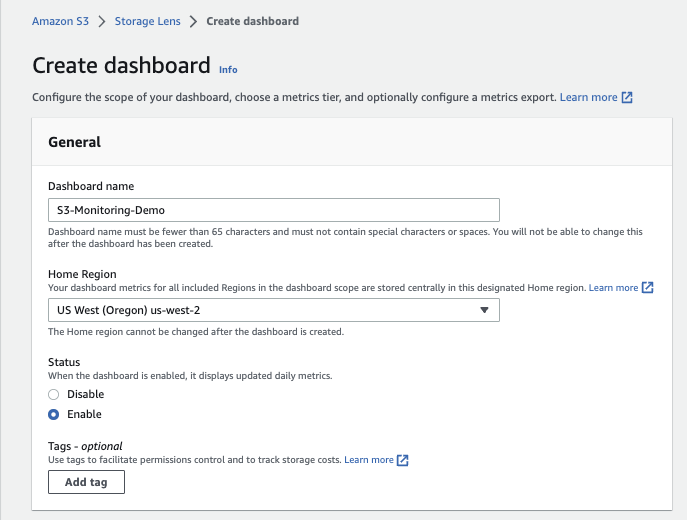 Amazon S3 > Storage Lens > Create dashboard
Create dashboard Info
Configure the scope of your dashboard, choose a metrics tier, and optionally configure a metrics export. Learn more
General
Dashboard name
S3-Monitoring-Demo
Dashboard name must be fewer than 65 characters and must not contain special characters or spaces. You will not be able to change this
after the dashboard has been created.
Home Region
Your dashboard metrics for all included Regions in the dashboard scope are stored centrally in this designated Home region. Learn more
US West (Oregon) us-west-2
The Home region cannot be changed after the dashboard is created.
Status
When the dashboard is enabled, it displays updated daily metrics.
Disable
Enable
Tags - optional
Use tags to facilitate permissions control and to track storage costs. Learn more
Add tag